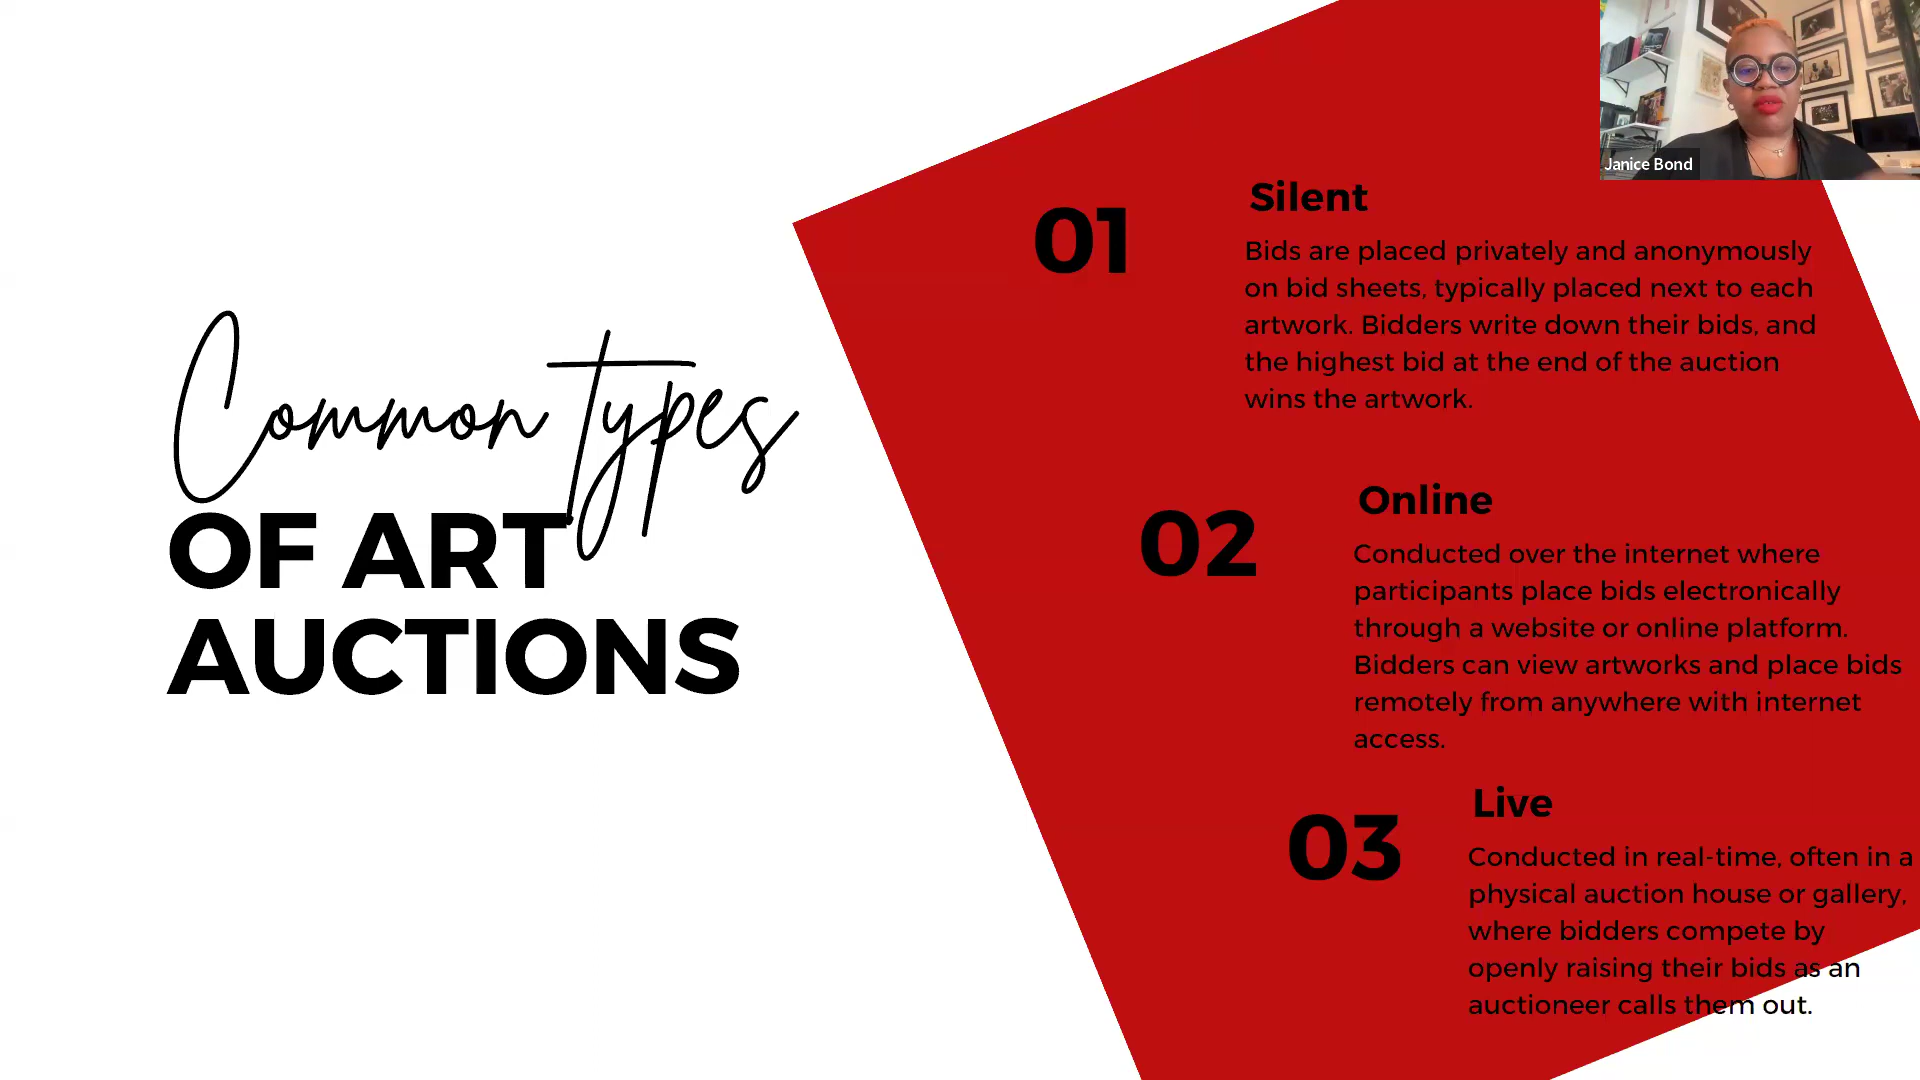 Common types
OF ART
AUCTIONS
01
Silent
Bids are placed privately and anonymously
on bid sheets, typically placed next to each
artwork. Bidders write down their bids, and
the highest bid at the end of the auction
wins the artwork.
02
Online
Conducted over the internet where
participants place bids electronically
through a website or online platform.
Bidders can view artworks and place bids
remotely from anywhere with internet
access.
03
Live
Conducted in real-time, often in a
physical auction house or gallery,
where bidders compete by
openly raising their bids as an
auctioneer calls them out.
Janice Bond